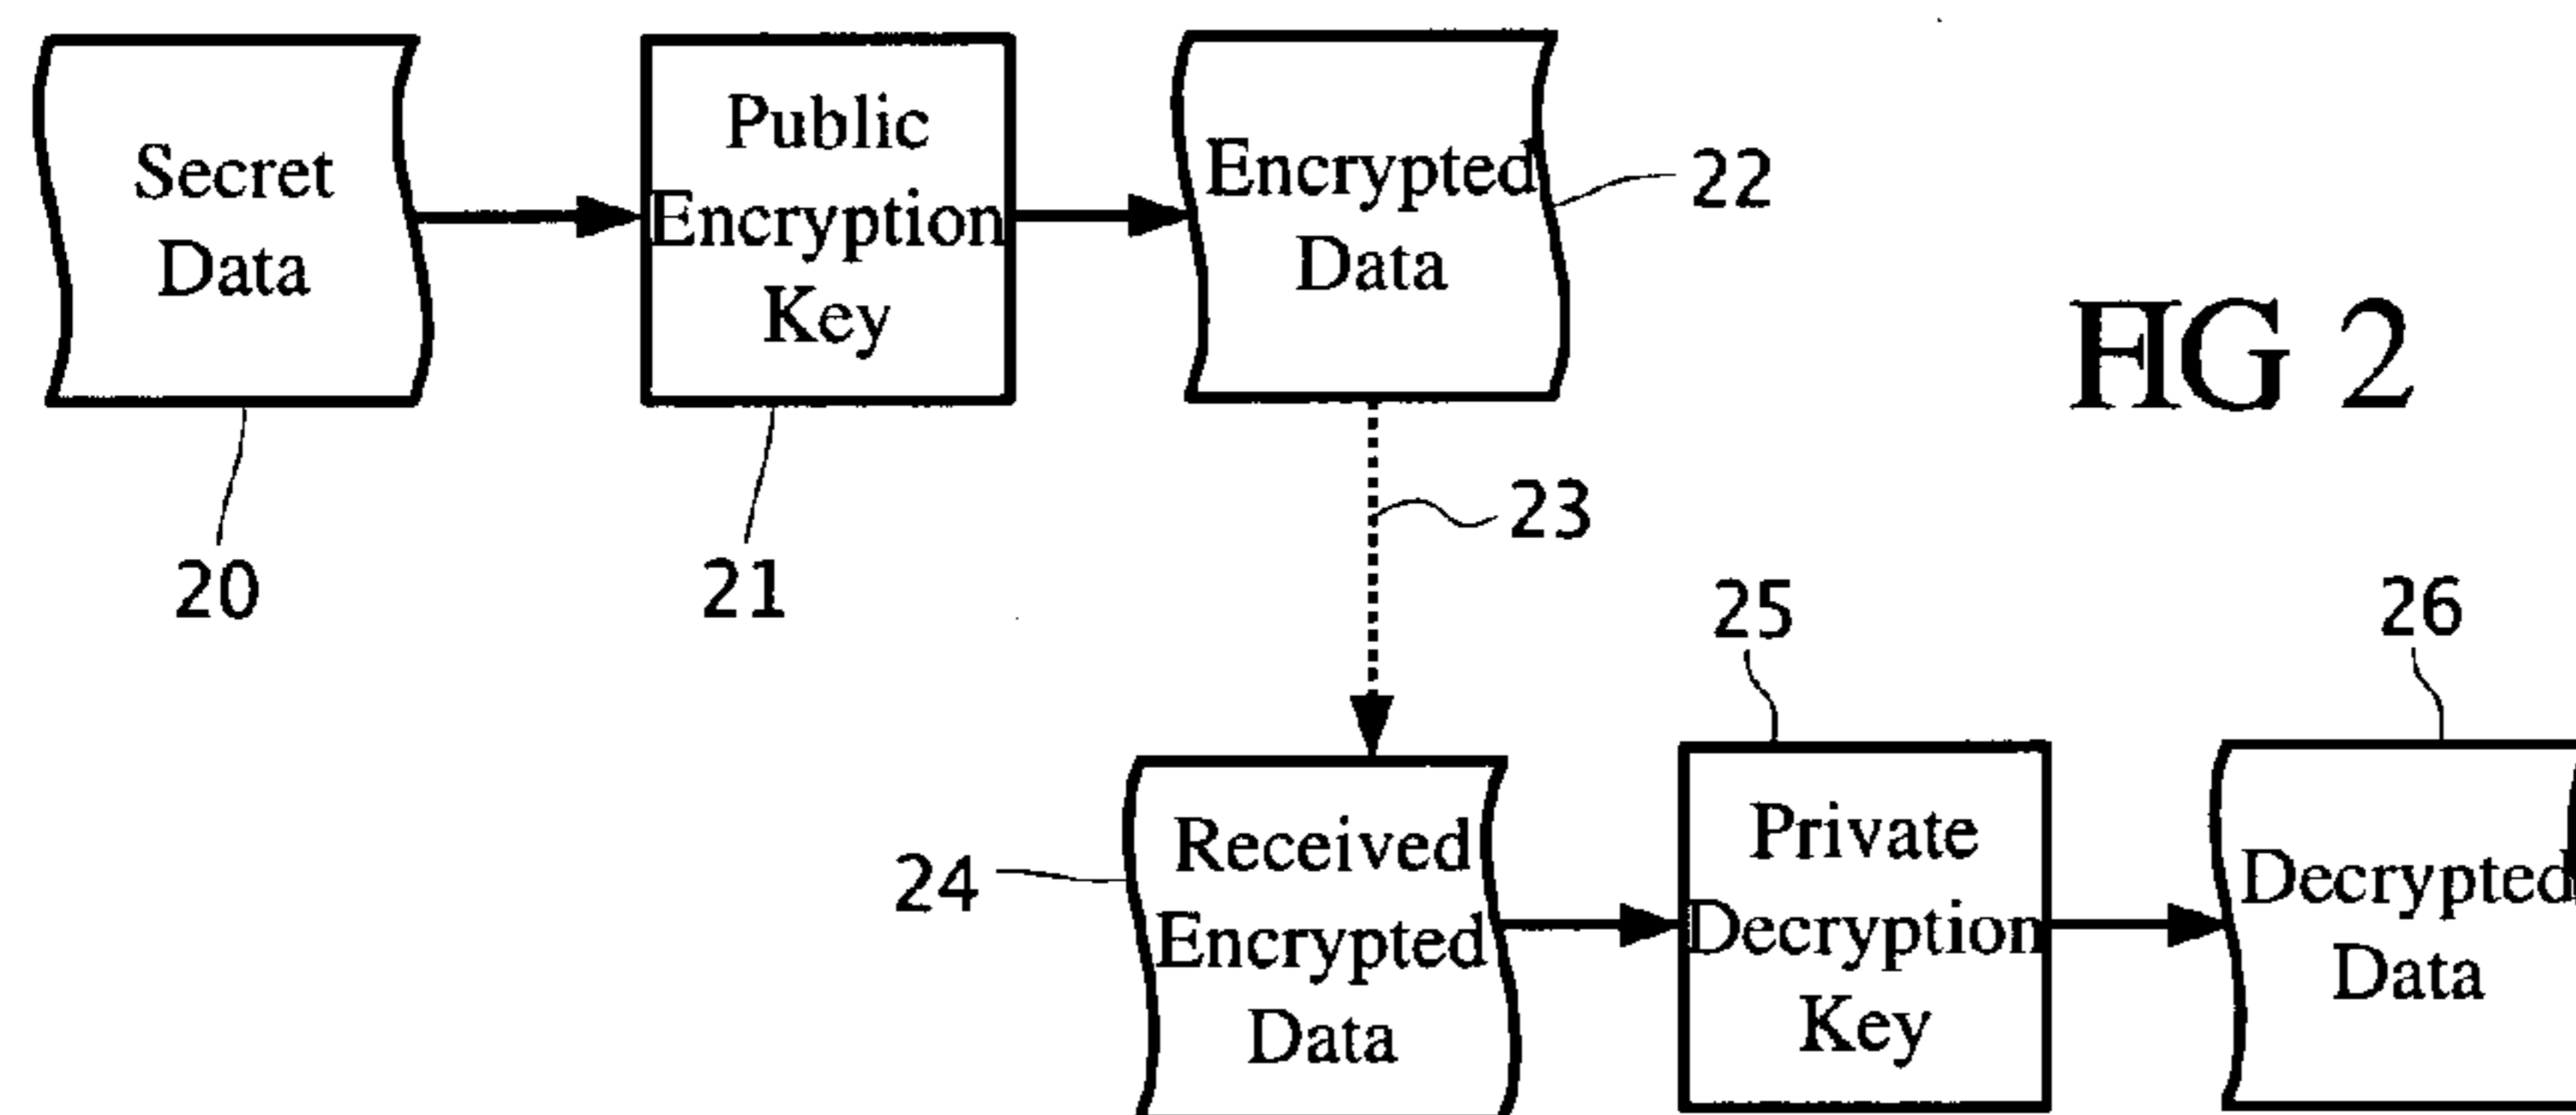 Secret
Data
Public
Encryption
Key
Encrypted
Data
22
FIG 2
20
21
23
25
26
24
Received
Encrypted
Data
Private
Decryption
Key
Decrypted
Data